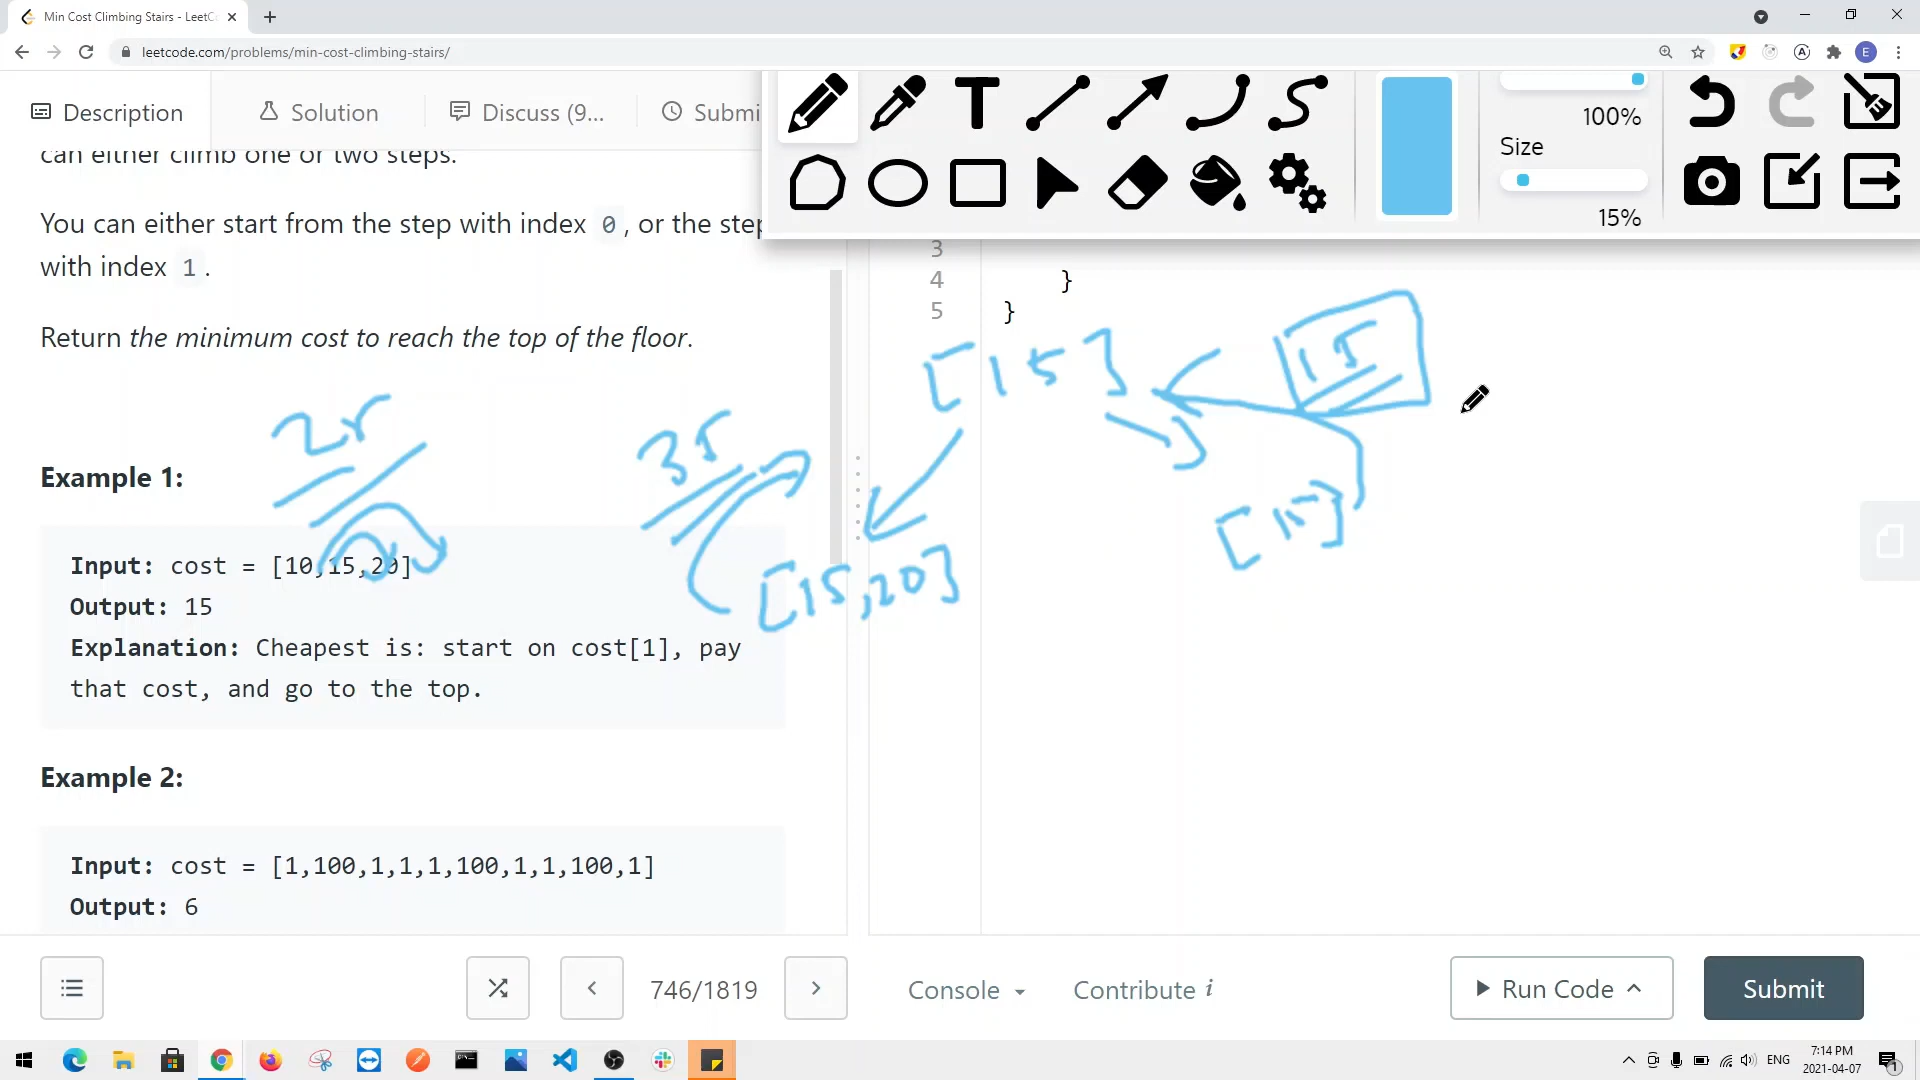 Min Cost Climbing Stairs - LeetCo
leetcode.com/problems/min-cost-climbing-stairs/
E
Description
Solution
Discuss (9...
Submi
100%
Size
15%
can either climb one or two steps.
You can either start from the step with index 0, or the step
with index 1.
Return the minimum cost to reach the top of the floor.
3
4 }
5 }
[15]
15
25
35
[15]
[15,20]
Example 1:
Input: cost = [10,15,20]
Output: 15
Explanation: Cheapest is: start on cost[1], pay
that cost, and go to the top.
Example 2:
Input: cost = [1,100,1,1,1,100,1,1,100,1]
Output: 6
746/1819
Console
Contribute i
Run Code
Submit
ENG
7:14 PM
2021-04-07
1